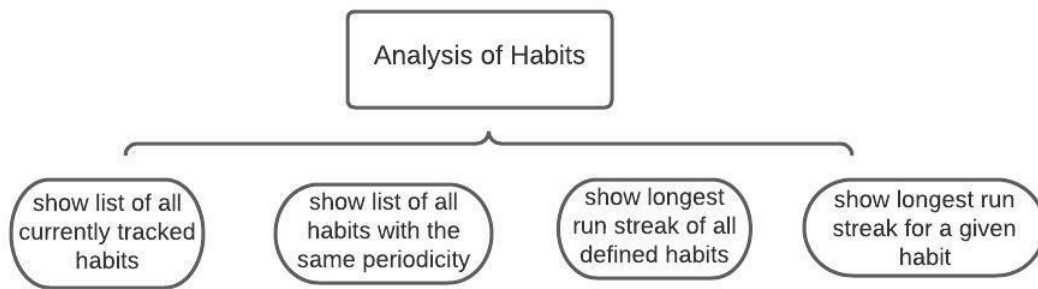 Analysis of Habits
show list of all
currently tracked
habits
show list of all
habits with the
same periodicity
show longest
run streak of all
defined habits
show longest run
streak for a given
habit